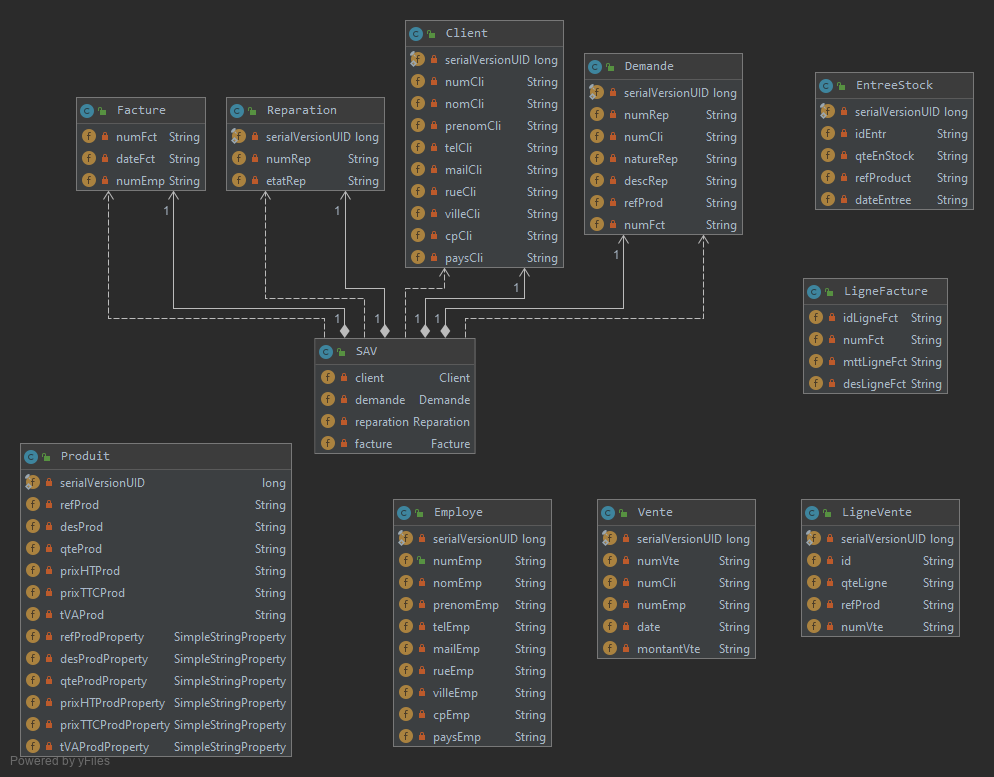 Client
serialVersionUID long
numCli String
nomCli String
prenomCli String
telCli String
mailCli String
rueCli String
villeCli String
cpCli String
paysCli String
Demande
serialVersionUID long
numRep String
numCli String
natureRep String
descRep String
refProd String
numFct String
EntreeStock
serialVersionUID long
idEntr String
qteEnStock String
refProduct String
dateEntree String
Facture
numFct String
dateFct String
numEmp String
Reparation
serialVersionUID long
numRep String
etatRep String
1
1
1
1
1
1
1
1
LigneFacture
idLigneFct String
numFct String
mttLigneFct String
desLigneFct String
SAV
client Client
demande Demande
reparation Reparation
facture Facture
Produit
serialVersionUID long
refProd String
desProd String
qteProd String
prixHTProd String
prixTTCProd String
tVAProd String
refProdProperty SimpleStringProperty
desProdProperty SimpleStringProperty
qteProdProperty SimpleStringProperty
prixHTProdProperty SimpleStringProperty
prixTTCProdProperty SimpleStringProperty
tVAProdProperty SimpleStringProperty
Employe
serialVersionUID long
numEmp String
nomEmp String
prenomEmp String
telEmp String
mailEmp String
rueEmp String
villeEmp String
cpEmp String
paysEmp String
Vente
serialVersionUID long
numVte String
numCli String
numEmp String
date String
montantVte String
LigneVente
serialVersionUID long
id String
qteLigne String
refProd String
numVte String
Powered by yFiles